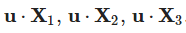 u · X₁, u · X₂, u · X₃